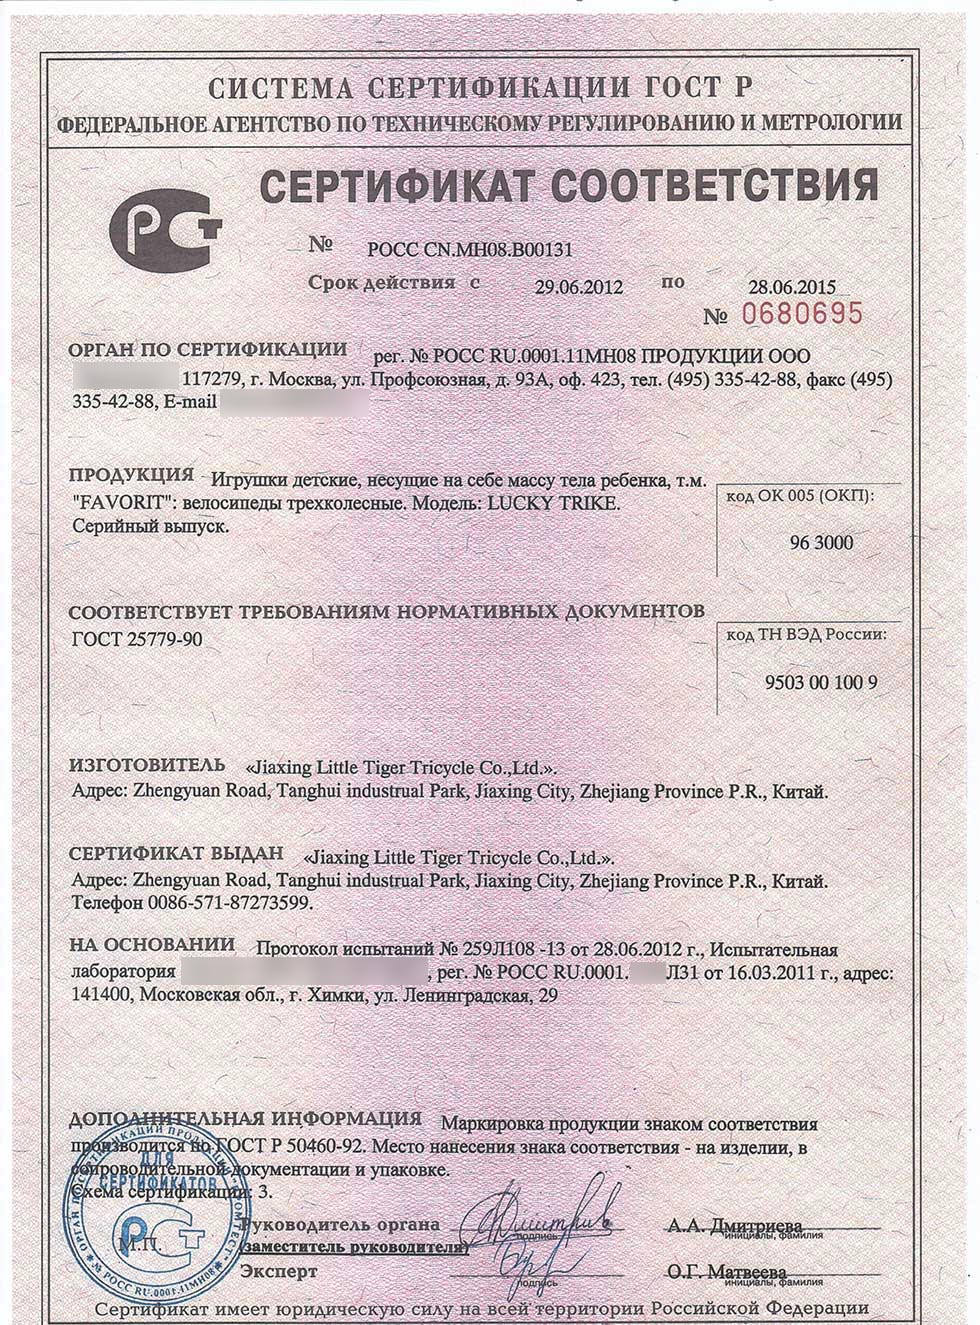 СИСТЕМА СЕРТИФИКАЦИИ ГОСТ Р
ФЕДЕРАЛЬНОЕ АГЕНТСТВО ПО ТЕХНИЧЕСКОМУ РЕГУЛИРОВАНИЮ И МЕТРОЛОГИИ
СЕРТИФИКАТ СООТВЕТСТВИЯ
№ РОСС CN.МН08.В00131
Срок действия с 29.06.2012 по 28.06.2015
№ 0680695
ОРГАН ПО СЕРТИФИКАЦИИ рег. № РОСС RU.0001.11МН08 ПРОДУКЦИИ ООО
117279, г. Москва, ул. Профсоюзная, д. 93А, оф. 423, тел. (495) 335-42-88, факс (495)
335-42-88, E-mail
ПРОДУКЦИЯ Игрушки детские, несущие на себе массу тела ребенка, т.м.
"FAVORIT": велосипеды трехколесные. Модель: LUCKY TRIKE.
Серийный выпуск.
код ОК 005 (ОКП):
96 3000
СООТВЕТСТВУЕТ ТРЕБОВАНИЯМ НОРМАТИВНЫХ ДОКУМЕНТОВ
ГОСТ 25779-90
код ТН ВЭД России:
9503 00 100 9
ИЗГОТОВИТЕЛЬ «Jiaxing Little Tiger Tricycle Co.,Ltd.».
Адрес: Zhengyuan Road, Tanghui industrual Park, Jiaxing City, Zhejiang Province P.R., Китай.
СЕРТИФИКАТ ВЫДАН «Jiaxing Little Tiger Tricycle Co.,Ltd.».
Адрес: Zhengyuan Road, Tanghui industrual Park, Jiaxing City, Zhejiang Province P.R., Китай.
Телефон 0086-571-87273599.
НА ОСНОВАНИИ Протокол испытаний № 259Л108 -13 от 28.06.2012 г., Испытательная
лаборатория , рег. № РОСС RU.0001. Л31 от 16.03.2011 г., адрес:
141400, Московская обл., г. Химки, ул. Ленинградская, 29
ДОПОЛНИТЕЛЬНАЯ ИНФОРМАЦИЯ Маркировка продукции знаком соответствия
производится по ГОСТ Р 50460-92. Место нанесения знака соответствия - на изделии, в
сопроводительной документации и упаковке.
Схема сертификации: 3.
ДЛЯ
СЕРТИФИКАТОВ
№ РОСС RU.0001.11МН08
М.П.
Руководитель органа
подпись
А.А. Дмитриева
инициалы, фамилия
(заместитель руководителя)
Эксперт
подпись
О.Г. Матвеева
инициалы, фамилия
Сертификат имеет юридическую силу на всей территории Российской Федерации